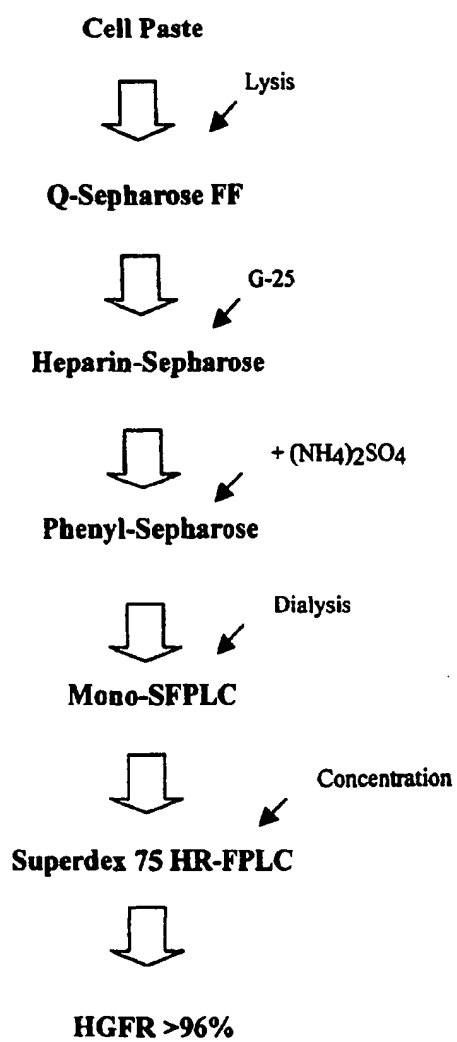 Cell Paste
Lysis
Q-Sepharose FF
G-25
Heparin-Sepharose
+ (NH4)2SO4
Phenyl-Sepharose
Dialysis
Mono-SFPLC
Concentration
Superdex 75 HR-FPLC
HGFR >96%